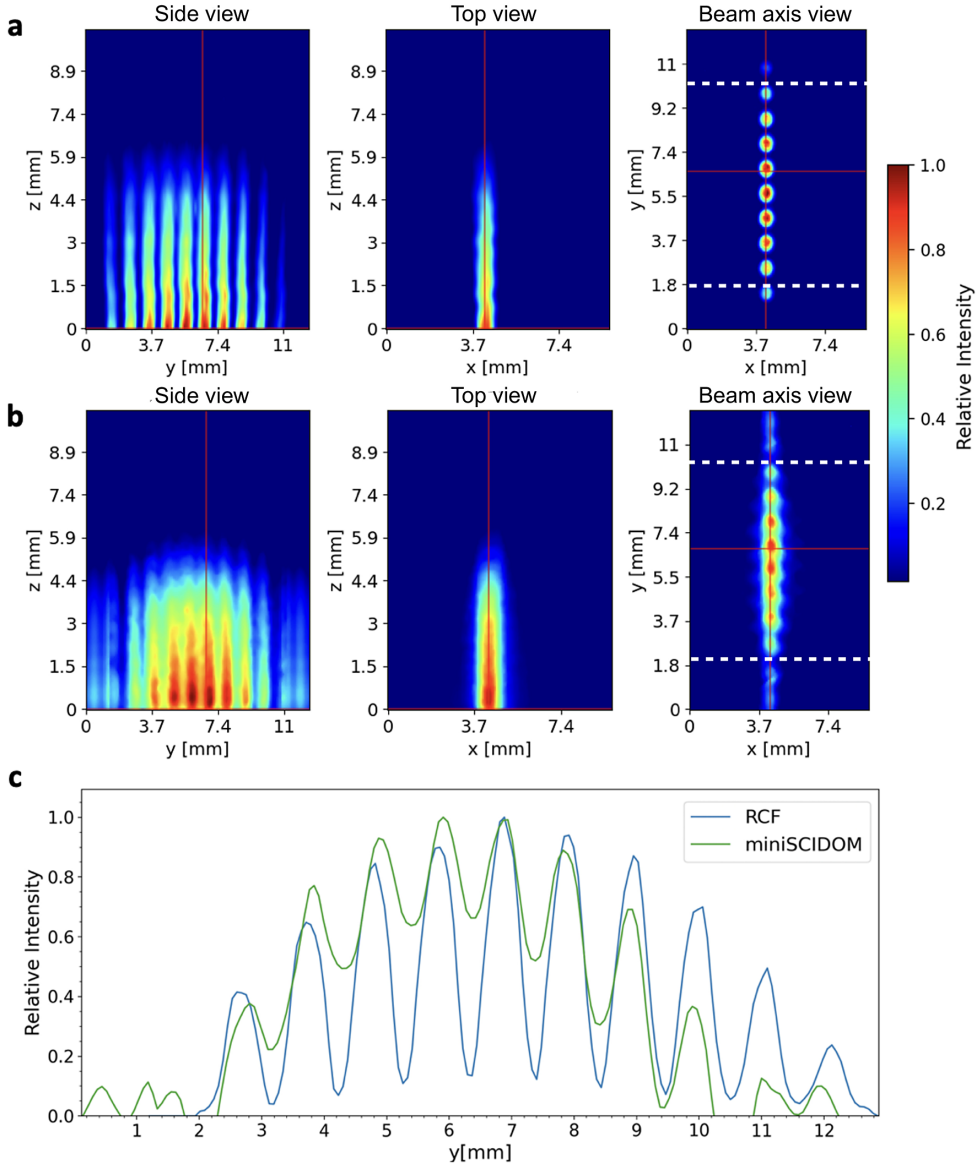 a
Side view
Top view
Beam axis view
z [mm]
8.9
7.4
5.9
4.4
3
1.5
0
0
3.7
7.4
11
y [mm]
z [mm]
8.9
7.4
5.9
4.4
3
1.5
0
0
3.7
7.4
x [mm]
y [mm]
11
9.2
7.4
5.5
3.7
1.8
0
0
3.7
7.4
x [mm]
1.0
0.8
0.6
0.4
0.2
Relative Intensity
b
Side view
Top view
Beam axis view
z [mm]
8.9
7.4
5.9
4.4
3
1.5
0
0
3.7
7.4
11
y [mm]
z [mm]
8.9
7.4
5.9
4.4
3
1.5
0
0
3.7
7.4
x [mm]
y [mm]
11
9.2
7.4
5.5
3.7
1.8
0
0
3.7
7.4
x [mm]
c
Relative Intensity
1.0
0.8
0.6
0.4
0.2
0.0
RCF
miniSCIDOM
1 2 3 4 5 6 7 8 9 10 11 12
y[mm]